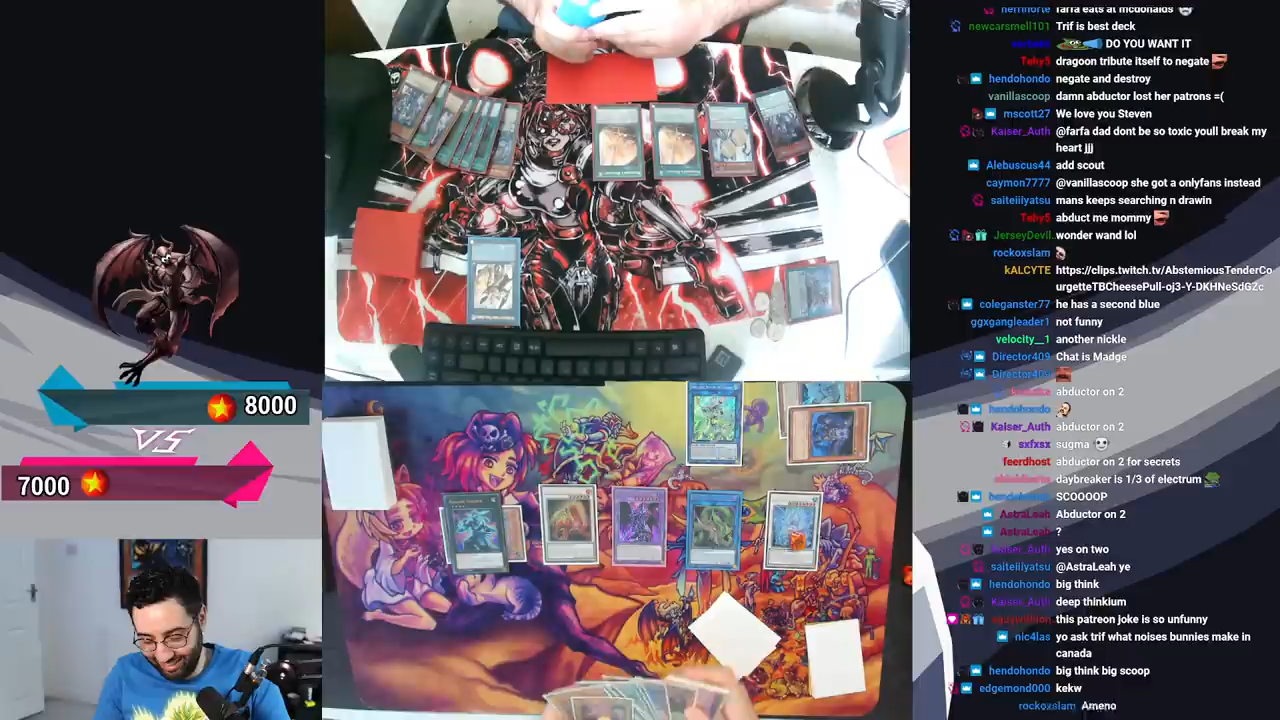 farfa eats at mcdonalds
newcarsmell101 Trif is best deck
DO YOU WANT IT
Tehy5 dragoon tribute itself to negate
hendohondo negate and destroy
vanillascoop damn abductor lost her patrons =(
mscott27 We love you Steven
Kaiser_Auth @farfa dad dont be so toxic youll break my
heart jjj
Alebuscus44 add scout
caymon7777 @vanillascoop she got a onlyfans instead
saiteiiiyatsu mans keeps searching n drawin
Tehy5 abduct me mommy
JerseyDevil_ wonder wand lol
rockoxslam
kALCYTE https://clips.twitch.tv/AbstemiousTenderCo
urgetteTBCheesePull-oj3-Y-DKHNeSdGZc
coleganster77 he has a second blue
ggxgangleader1 not funny
velocity__1 another nickle
Director409 Chat is Madge
Director409
abductor on 2
hendohondo
Kaiser_Auth abductor on 2
sxfxsx sugma
feerdhost abductor on 2 for secrets
daybreaker is 1/3 of electrum
hendohondo SCOOOOP
AstraLeah Abductor on 2
AstraLeah ?
Kaiser_Auth yes on two
saiteiiiyatsu @AstraLeah ye
hendohondo big think
Kaiser_Auth deep thinkium
this patreon joke is so unfunny
nic4las yo ask trif what noises bunnies make in
canada
hendohondo big think big scoop
edgemond000 kekw
rockoxslam Ameno
8000
VS
7000